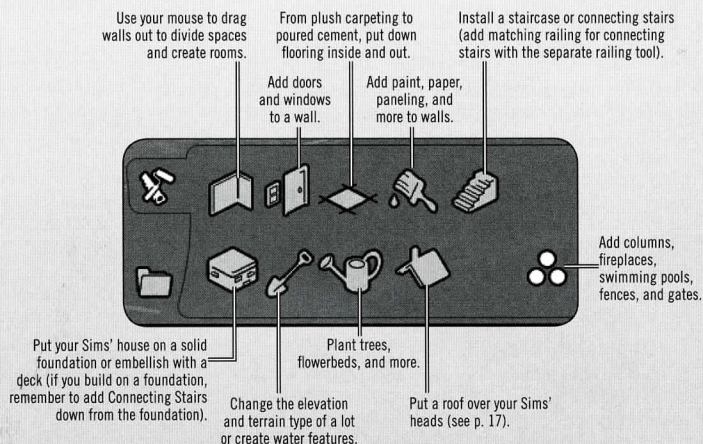 Use your mouse to drag
walls out to divide spaces
and create rooms.
From plush carpeting to
poured cement, put down
flooring inside and out.
Install a staircase or connecting stairs
(add matching railing for connecting
stairs with the separate railing tool).
Add doors
and windows
to a wall.
Add paint, paper,
paneling, and
more to walls.
Add columns,
fireplaces,
swimming pools,
fences, and gates.
Put your Sims' house on a solid
foundation or embellish with a
deck (if you build on a foundation,
remember to add Connecting Stairs
down from the foundation).
Change the elevation
and terrain type of a lot
or create water features.
Plant trees,
flowerbeds, and more.
Put a roof over your Sims'
heads (see p. 17).